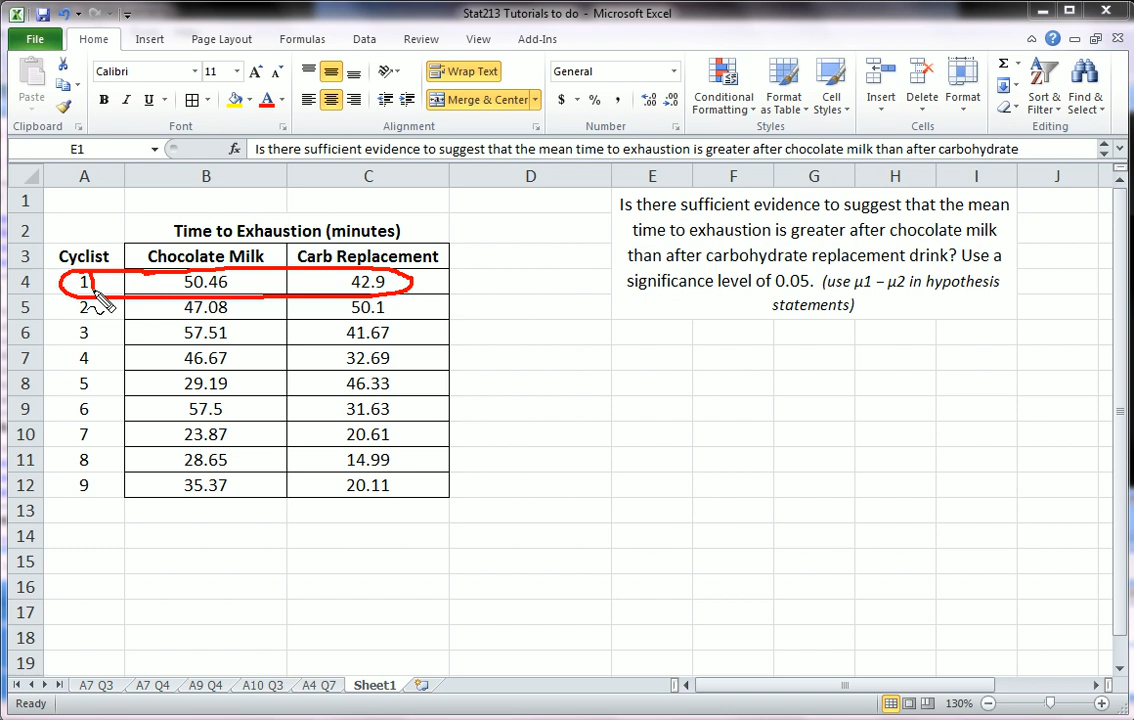 Stat213 Tutorials to do - Microsoft Excel
File Home Insert Page Layout Formulas Data Review View Add-Ins
Paste Calibri 11 A A Wrap Text General Conditional Formatting Format as Table Cell Styles Insert Delete Format Σ Sort & Filter Find & Select
B I U A Merge & Center $ % ,
Clipboard Font Alignment Number Styles Cells Editing
E1 fx Is there sufficient evidence to suggest that the mean time to exhaustion is greater after chocolate milk than after carbohydrate
A B C D E F G H I J
1
2 Time to Exhaustion (minutes)
3 Cyclist Chocolate Milk Carb Replacement
4 1 50.46 42.9
5 2 47.08 50.1
6 3 57.51 41.67
7 4 46.67 32.69
8 5 29.19 46.33
9 6 57.5 31.63
10 7 23.87 20.61
11 8 28.65 14.99
12 9 35.37 20.11
13
14
15
16
17
18
19
Is there sufficient evidence to suggest that the mean
time to exhaustion is greater after chocolate milk
than after carbohydrate replacement drink? Use a
significance level of 0.05. (use μ1 – μ2 in hypothesis
statements)
A7 Q3 A7 Q4 A9 Q4 A10 Q3 A4 Q7 Sheet1
Ready 130%